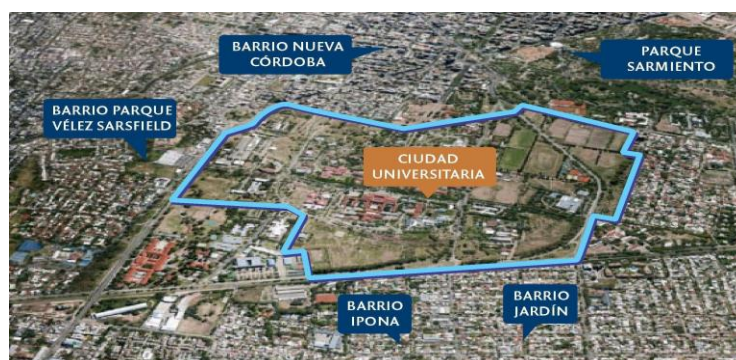 BARRIO NUEVA
CÓRDOBA
PARQUE
SARMIENTO
BARRIO PARQUE
VÉLEZ SARSFIELD
CIUDAD
UNIVERSITARIA
BARRIO
IPONA
BARRIO
JARDÍN